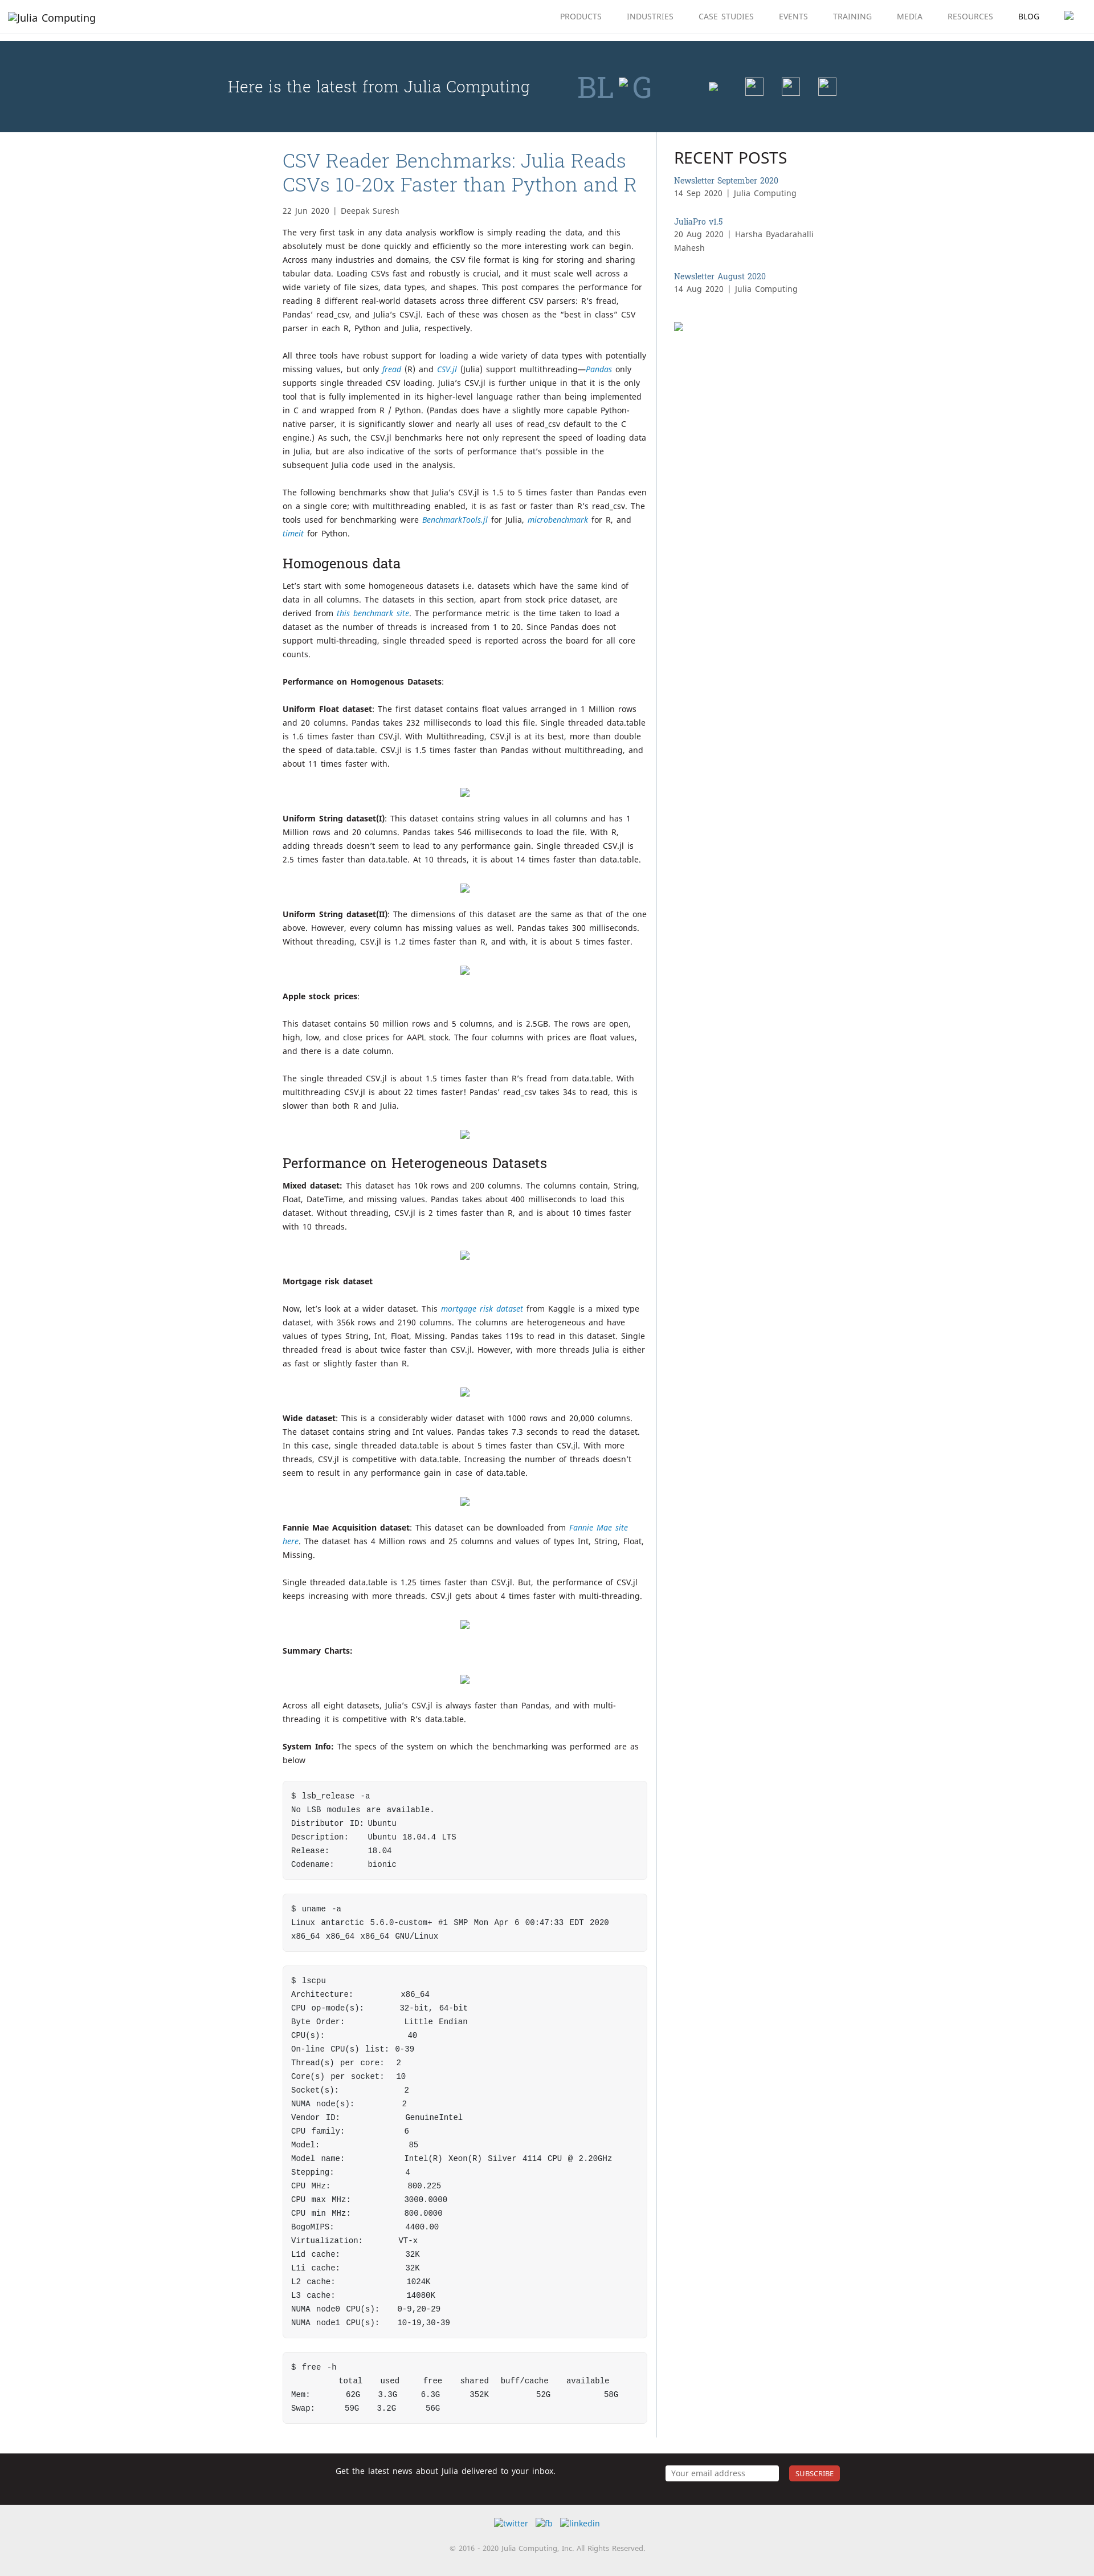 Julia Computing
PRODUCTS INDUSTRIES CASE STUDIES EVENTS TRAINING MEDIA RESOURCES BLOG
Here is the latest from Julia Computing
BL G
CSV Reader Benchmarks: Julia Reads
CSVs 10-20x Faster than Python and R
22 Jun 2020 | Deepak Suresh
The very first task in any data analysis workflow is simply reading the data, and this
absolutely must be done quickly and efficiently so the more interesting work can begin.
Across many industries and domains, the CSV file format is king for storing and sharing
tabular data. Loading CSVs fast and robustly is crucial, and it must scale well across a
wide variety of file sizes, data types, and shapes. This post compares the performance for
reading 8 different real-world datasets across three different CSV parsers: R's fread,
Pandas' read_csv, and Julia's CSV.jl. Each of these was chosen as the "best in class" CSV
parser in each R, Python and Julia, respectively.
All three tools have robust support for loading a wide variety of data types with potentially
missing values, but only fread (R) and CSV.jl (Julia) support multithreading—Pandas only
supports single threaded CSV loading. Julia's CSV.jl is further unique in that it is the only
tool that is fully implemented in its higher-level language rather than being implemented
in C and wrapped from R / Python. (Pandas does have a slightly more capable Python-
native parser, it is significantly slower and nearly all uses of read_csv default to the C
engine.) As such, the CSV.jl benchmarks here not only represent the speed of loading data
in Julia, but are also indicative of the sorts of performance that's possible in the
subsequent Julia code used in the analysis.
The following benchmarks show that Julia's CSV.jl is 1.5 to 5 times faster than Pandas even
on a single core; with multithreading enabled, it is as fast or faster than R's read_csv. The
tools used for benchmarking were BenchmarkTools.jl for Julia, microbenchmark for R, and
timeit for Python.
Homogenous data
Let's start with some homogeneous datasets i.e. datasets which have the same kind of
data in all columns. The datasets in this section, apart from stock price dataset, are
derived from this benchmark site. The performance metric is the time taken to load a
dataset as the number of threads is increased from 1 to 20. Since Pandas does not
support multi-threading, single threaded speed is reported across the board for all core
counts.
Performance on Homogenous Datasets:
Uniform Float dataset: The first dataset contains float values arranged in 1 Million rows
and 20 columns. Pandas takes 232 milliseconds to load this file. Single threaded data.table
is 1.6 times faster than CSV.jl. With Multithreading, CSV.jl is at its best, more than double
the speed of data.table. CSV.jl is 1.5 times faster than Pandas without multithreading, and
about 11 times faster with.
Uniform String dataset(I): This dataset contains string values in all columns and has 1
Million rows and 20 columns. Pandas takes 546 milliseconds to load the file. With R,
adding threads doesn't seem to lead to any performance gain. Single threaded CSV.jl is
2.5 times faster than data.table. At 10 threads, it is about 14 times faster than data.table.
Uniform String dataset(II): The dimensions of this dataset are the same as that of the one
above. However, every column has missing values as well. Pandas takes 300 milliseconds.
Without threading, CSV.jl is 1.2 times faster than R, and with, it is about 5 times faster.
Apple stock prices:
This dataset contains 50 million rows and 5 columns, and is 2.5GB. The rows are open,
high, low, and close prices for AAPL stock. The four columns with prices are float values,
and there is a date column.
The single threaded CSV.jl is about 1.5 times faster than R's fread from data.table. With
multithreading CSV.jl is about 22 times faster! Pandas' read_csv takes 34s to read, this is
slower than both R and Julia.
Performance on Heterogeneous Datasets
Mixed dataset: This dataset has 10k rows and 200 columns. The columns contain, String,
Float, DateTime, and missing values. Pandas takes about 400 milliseconds to load this
dataset. Without threading, CSV.jl is 2 times faster than R, and is about 10 times faster
with 10 threads.
Mortgage risk dataset
Now, let's look at a wider dataset. This mortgage risk dataset from Kaggle is a mixed type
dataset, with 356k rows and 2190 columns. The columns are heterogeneous and have
values of types String, Int, Float, Missing. Pandas takes 119s to read in this dataset. Single
threaded fread is about twice faster than CSV.jl. However, with more threads Julia is either
as fast or slightly faster than R.
Wide dataset: This is a considerably wider dataset with 1000 rows and 20,000 columns.
The dataset contains string and Int values. Pandas takes 7.3 seconds to read the dataset.
In this case, single threaded data.table is about 5 times faster than CSV.jl. With more
threads, CSV.jl is competitive with data.table. Increasing the number of threads doesn't
seem to result in any performance gain in case of data.table.
Fannie Mae Acquisition dataset: This dataset can be downloaded from Fannie Mae site
here. The dataset has 4 Million rows and 25 columns and values of types Int, String, Float,
Missing.
Single threaded data.table is 1.25 times faster than CSV.jl. But, the performance of CSV.jl
keeps increasing with more threads. CSV.jl gets about 4 times faster with multi-threading.
Summary Charts:
Across all eight datasets, Julia's CSV.jl is always faster than Pandas, and with multi-
threading it is competitive with R's data.table.
System Info: The specs of the system on which the benchmarking was performed are as
below
$ lsb_release -a
No LSB modules are available.
Distributor ID: Ubuntu
Description: Ubuntu 18.04.4 LTS
Release: 18.04
Codename: bionic
$ uname -a
Linux antarctic 5.6.0-custom+ #1 SMP Mon Apr 6 00:47:33 EDT 2020
x86_64 x86_64 x86_64 GNU/Linux
$ lscpu
Architecture: x86_64
CPU op-mode(s): 32-bit, 64-bit
Byte Order: Little Endian
CPU(s): 40
On-line CPU(s) list: 0-39
Thread(s) per core: 2
Core(s) per socket: 10
Socket(s): 2
NUMA node(s): 2
Vendor ID: GenuineIntel
CPU family: 6
Model: 85
Model name: Intel(R) Xeon(R) Silver 4114 CPU @ 2.20GHz
Stepping: 4
CPU MHz: 800.225
CPU max MHz: 3000.0000
CPU min MHz: 800.0000
BogoMIPS: 4400.00
Virtualization: VT-x
L1d cache: 32K
L1i cache: 32K
L2 cache: 1024K
L3 cache: 14080K
NUMA node0 CPU(s): 0-9,20-29
NUMA node1 CPU(s): 10-19,30-39
$ free -h
total used free shared buff/cache available
Mem: 62G 3.3G 6.3G 352K 52G 58G
Swap: 59G 3.2G 56G
RECENT POSTS
Newsletter September 2020
14 Sep 2020 | Julia Computing
JuliaPro v1.5
20 Aug 2020 | Harsha Byadarahalli
Mahesh
Newsletter August 2020
14 Aug 2020 | Julia Computing
Get the latest news about Julia delivered to your inbox.
Your email address
SUBSCRIBE
twitter fb linkedin
© 2016 - 2020 Julia Computing, Inc. All Rights Reserved.